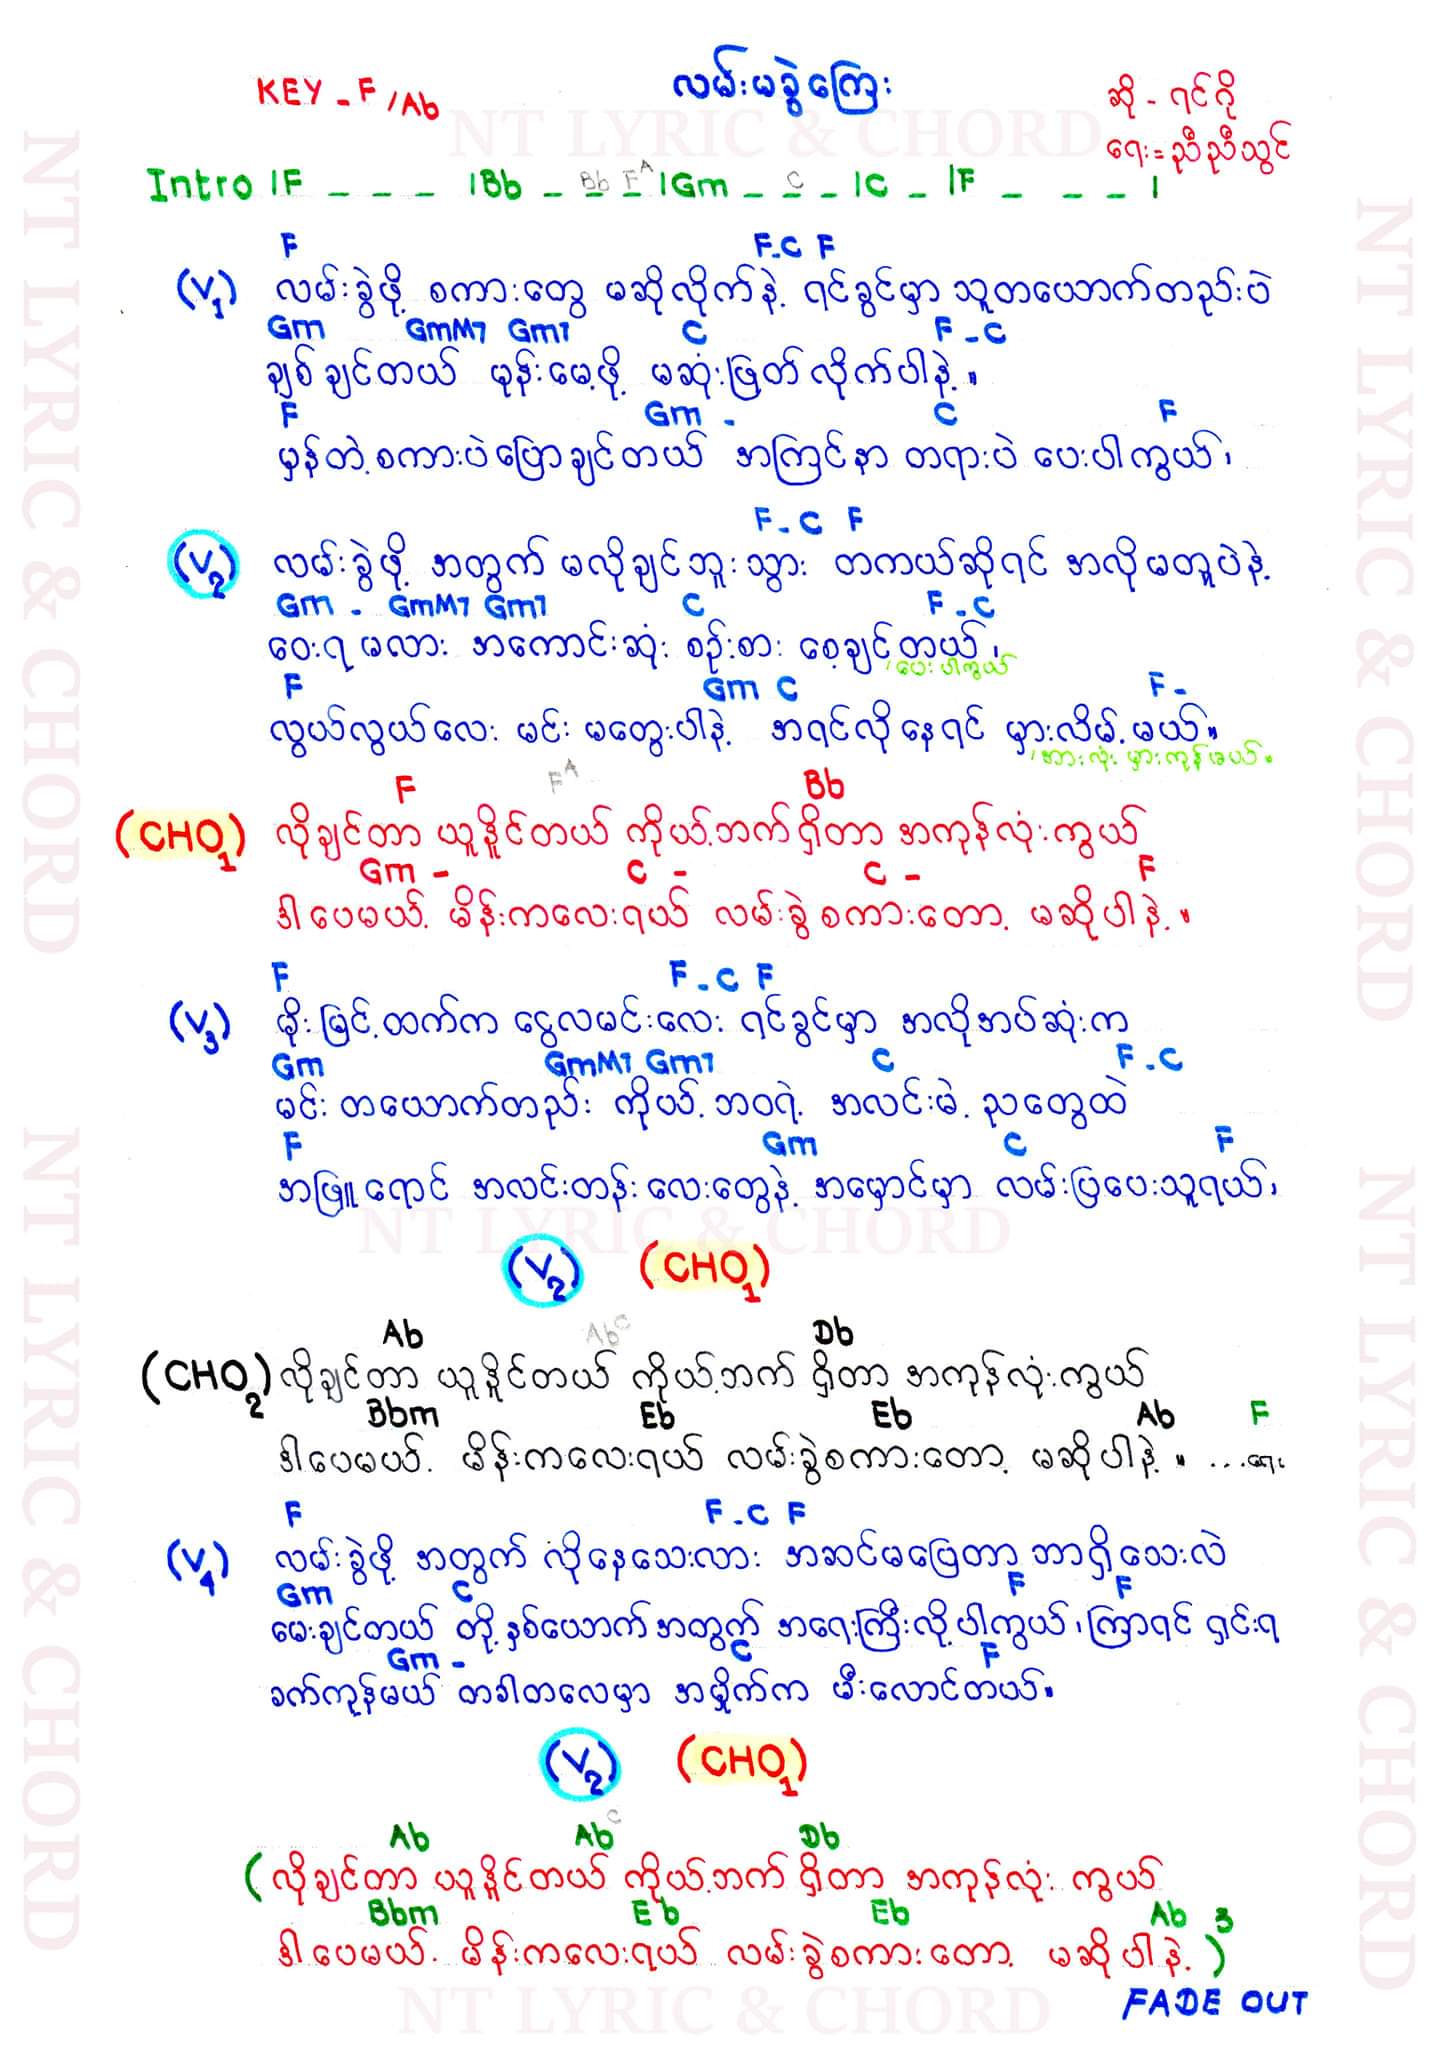 KEY - F/Ab
လမ်းမခွဲကြေး
ဆို - ရင်ဂို
ရေး = ညီညီသွင်
NT LYRIC & CHORD
Intro |F _ _ _ |Bb _ Bb FA |Gm _ C _ |C _ |F _ _ _ |
F F-C F
(V1) လမ်းခွဲဖို့ စကားတွေ မဆိုလိုက်နဲ့ ရင်ခွင်မှာ သူတယောက်တည်းပဲ
Gm GmM7 Gm7 C F-C
ချစ်ချင်တယ် မုန်းမေ့ဖို့ မဆုံးဖြတ်လိုက်ပါနဲ့။
F Gm - C F
မှန်တဲ့စကားပဲပြောချင်တယ် အကြင်နာ တရားပဲ ပေးပါကွယ်၊
F-C F
(V2) လမ်းခွဲဖို့ အတွက် မလိုချင်ဘူးသွား တကယ်ဆိုရင် အလိုမတူပဲနဲ့
Gm - GmM7 Gm7 C F-C
ဝေးရမလား အကောင်းဆုံး စဉ်းစား စေ့ချင်တယ်၊
၊ပေးပါကွယ်
F Gm C F-
လွယ်လွယ်လေး မင်း မတွေးပါနဲ့ အရင်လိုနေရင် မှားလိမ့်မယ်။
၊အားလုံး မှားကုန်မယ်။
F FA Bb
(CHO1) လိုချင်တာ ယူနိုင်တယ် ကိုယ့်ဘက်ရှိတာ အကုန်လုံးကွယ်
Gm - C - C - F
ဒါပေမယ့် မိန်းကလေးရယ် လမ်းခွဲစကားတော့ မဆိုပါနဲ့။
F F-C F
(V3) မိုးမြင့်ထက်က ငွေလမင်းလေး ရင်ခွင်မှာ အလိုအပ်ဆုံးက
Gm GmM7 Gm7 C F-C
မင်း တယောက်တည်း ကိုယ့်ဘဝရဲ့ အလင်းမဲ့ ညတွေထဲ
F Gm C F
အဖြူရောင် အလင်းတန်းလေးတွေနဲ့ အမှောင်မှာ လမ်းပြပေးသူရယ်၊
NT LYRIC & CHORD
(V2) (CHO1)
Ab AbC Db
(CHO2) လိုချင်တာ ယူနိုင်တယ် ကိုယ့်ဘက် ရှိတာ အကုန်လုံးကွယ်
Bbm Eb Eb Ab F
ဒါပေမယ့် မိန်းကလေးရယ် လမ်းခွဲစကားတော့ မဆိုပါနဲ့။ ...ရေး
F F-C F
(V4) လမ်းခွဲဖို့ အတွက် လိုနေသေးလား အဆင်မပြေတာ ဘာရှိသေးလဲ
Gm C F F
မေးချင်တယ် တို့နှစ်ယောက်အတွက် အရေးကြီးလို့ပါကွယ်၊ကြာရင် ရှင်းရ
Gm - C F
ခက်ကုန်မယ် တခါတလေမှာ အမှိုက်က မီးလောင်တယ်။
(V2) (CHO1)
Ab AbC Db
(လိုချင်တာ ယူနိုင်တယ် ကိုယ့်ဘက် ရှိတာ အကုန်လုံး ကွယ်
Bbm Eb Eb Ab
ဒါပေမယ့် မိန်းကလေးရယ် လမ်းခွဲစကားတော့ မဆိုပါနဲ့)3
FADE OUT
NT LYRIC & CHORD
NT LYRIC & CHORD
NT LYRIC & CHORD
NT LYRIC & CHORD
NT LYRIC & CHORD